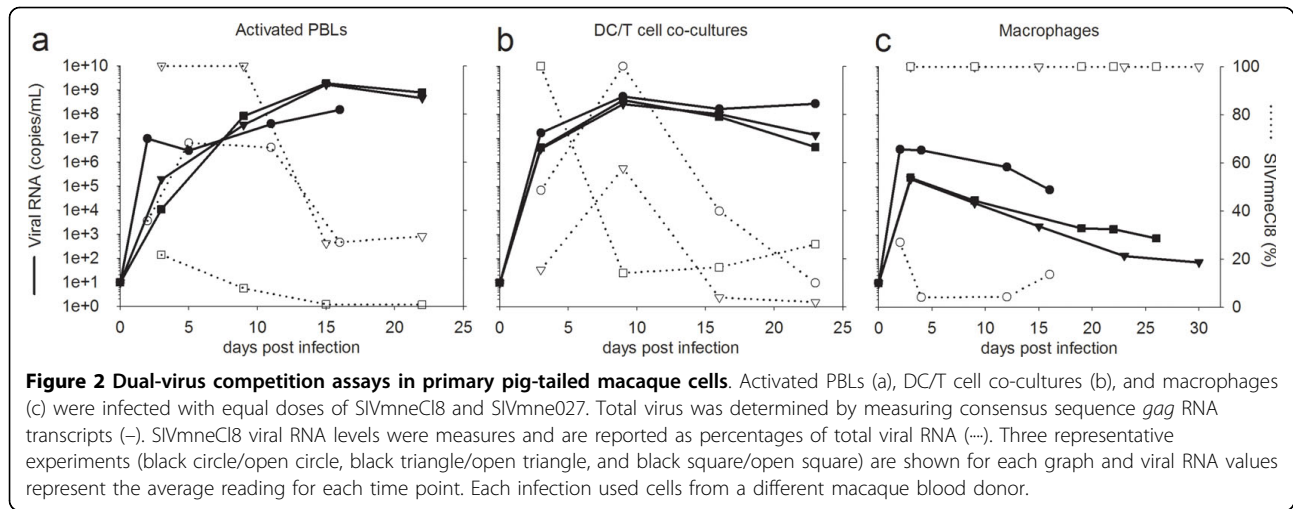 a
Activated PBLs
b
DC/T cell co-cultures
c
Macrophages
Viral RNA (copies/mL)
1e+10
1e+9
1e+8
1e+7
1e+6
1e+5
1e+4
1e+3
1e+2
1e+1
1e+0
0 5 10 15 20 25
days post infection
0 5 10 15 20 25
days post infection
0 5 10 15 20 25 30
days post infection
100
80
60
40
20
0
SIVmneCl8 (%)
Figure 2 Dual-virus competition assays in primary pig-tailed macaque cells. Activated PBLs (a), DC/T cell co-cultures (b), and macrophages
(c) were infected with equal doses of SIVmneCl8 and SIVmne027. Total virus was determined by measuring consensus sequence gag RNA
transcripts (–). SIVmneCl8 viral RNA levels were measures and are reported as percentages of total viral RNA (····). Three representative
experiments (black circle/open circle, black triangle/open triangle, and black square/open square) are shown for each graph and viral RNA values
represent the average reading for each time point. Each infection used cells from a different macaque blood donor.